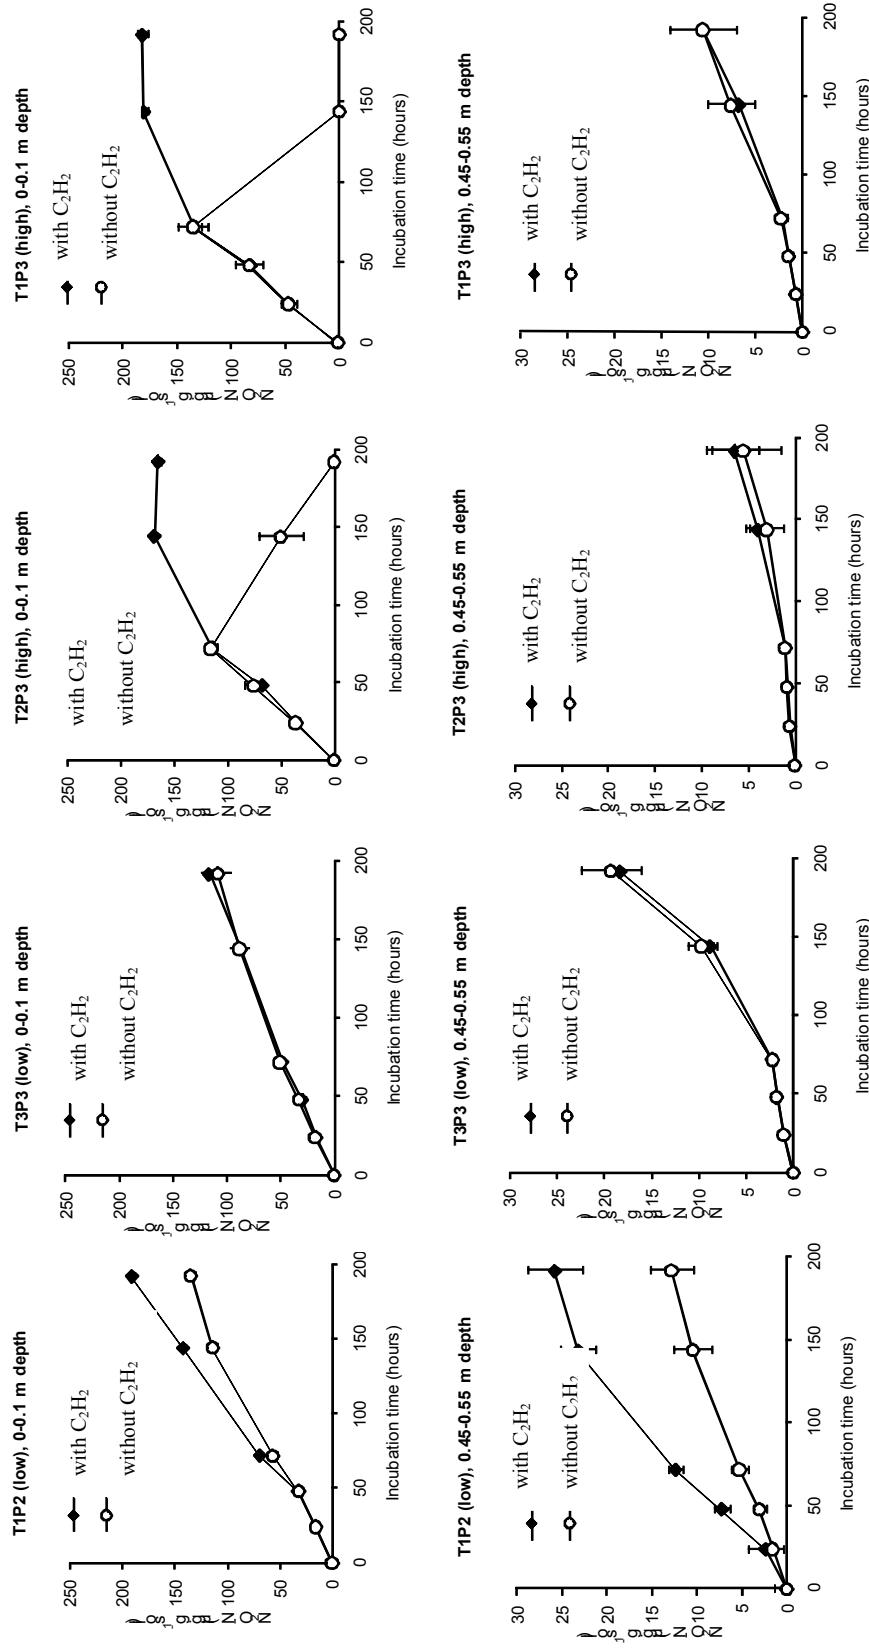 T1P2 (low), 0-0.1 m depth
with C₂H₂
without C₂H₂
250
200
150
100
50
0
0 50 100 150 200
Incubation time (hours)
T3P3 (low), 0-0.1 m depth
with C₂H₂
without C₂H₂
250
200
150
100
50
0
0 50 100 150 200
Incubation time (hours)
T2P3 (high), 0-0.1 m depth
with C₂H₂
without C₂H₂
250
200
150
100
50
0
0 50 100 150 200
Incubation time (hours)
T1P3 (high), 0-0.1 m depth
with C₂H₂
without C₂H₂
250
200
150
100
50
0
0 50 100 150 200
Incubation time (hours)
T1P2 (low), 0.45-0.55 m depth
with C₂H₂
without C₂H₂
30
25
20
15
10
5
0
0 50 100 150 200
Incubation time (hours)
T3P3 (low), 0.45-0.55 m depth
with C₂H₂
without C₂H₂
30
25
20
15
10
5
0
0 50 100 150 200
Incubation time (hours)
T2P3 (high), 0.45-0.55 m depth
with C₂H₂
without C₂H₂
30
25
20
15
10
5
0
0 50 100 150 200
Incubation time (hours)
T1P3 (high), 0.45-0.55 m depth
with C₂H₂
without C₂H₂
30
25
20
15
10
5
0
0 50 100 150 200
Incubation time (hours)